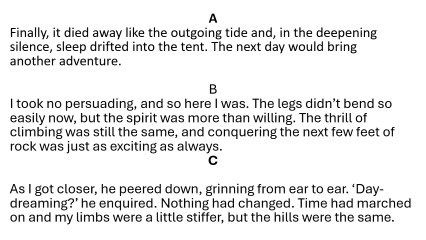 A
Finally, it died away like the outgoing tide and, in the deepening
silence, sleep drifted into the tent. The next day would bring
another adventure.
B
I took no persuading, and so here I was. The legs didn’t bend so
easily now, but the spirit was more than willing. The thrill of
climbing was still the same, and conquering the next few feet of
rock was just as exciting as always.
C
As I got closer, he peered down, grinning from ear to ear. ‘Day-
dreaming?’ he enquired. Nothing had changed. Time had marched
on and my limbs were a little stiffer, but the hills were the same.